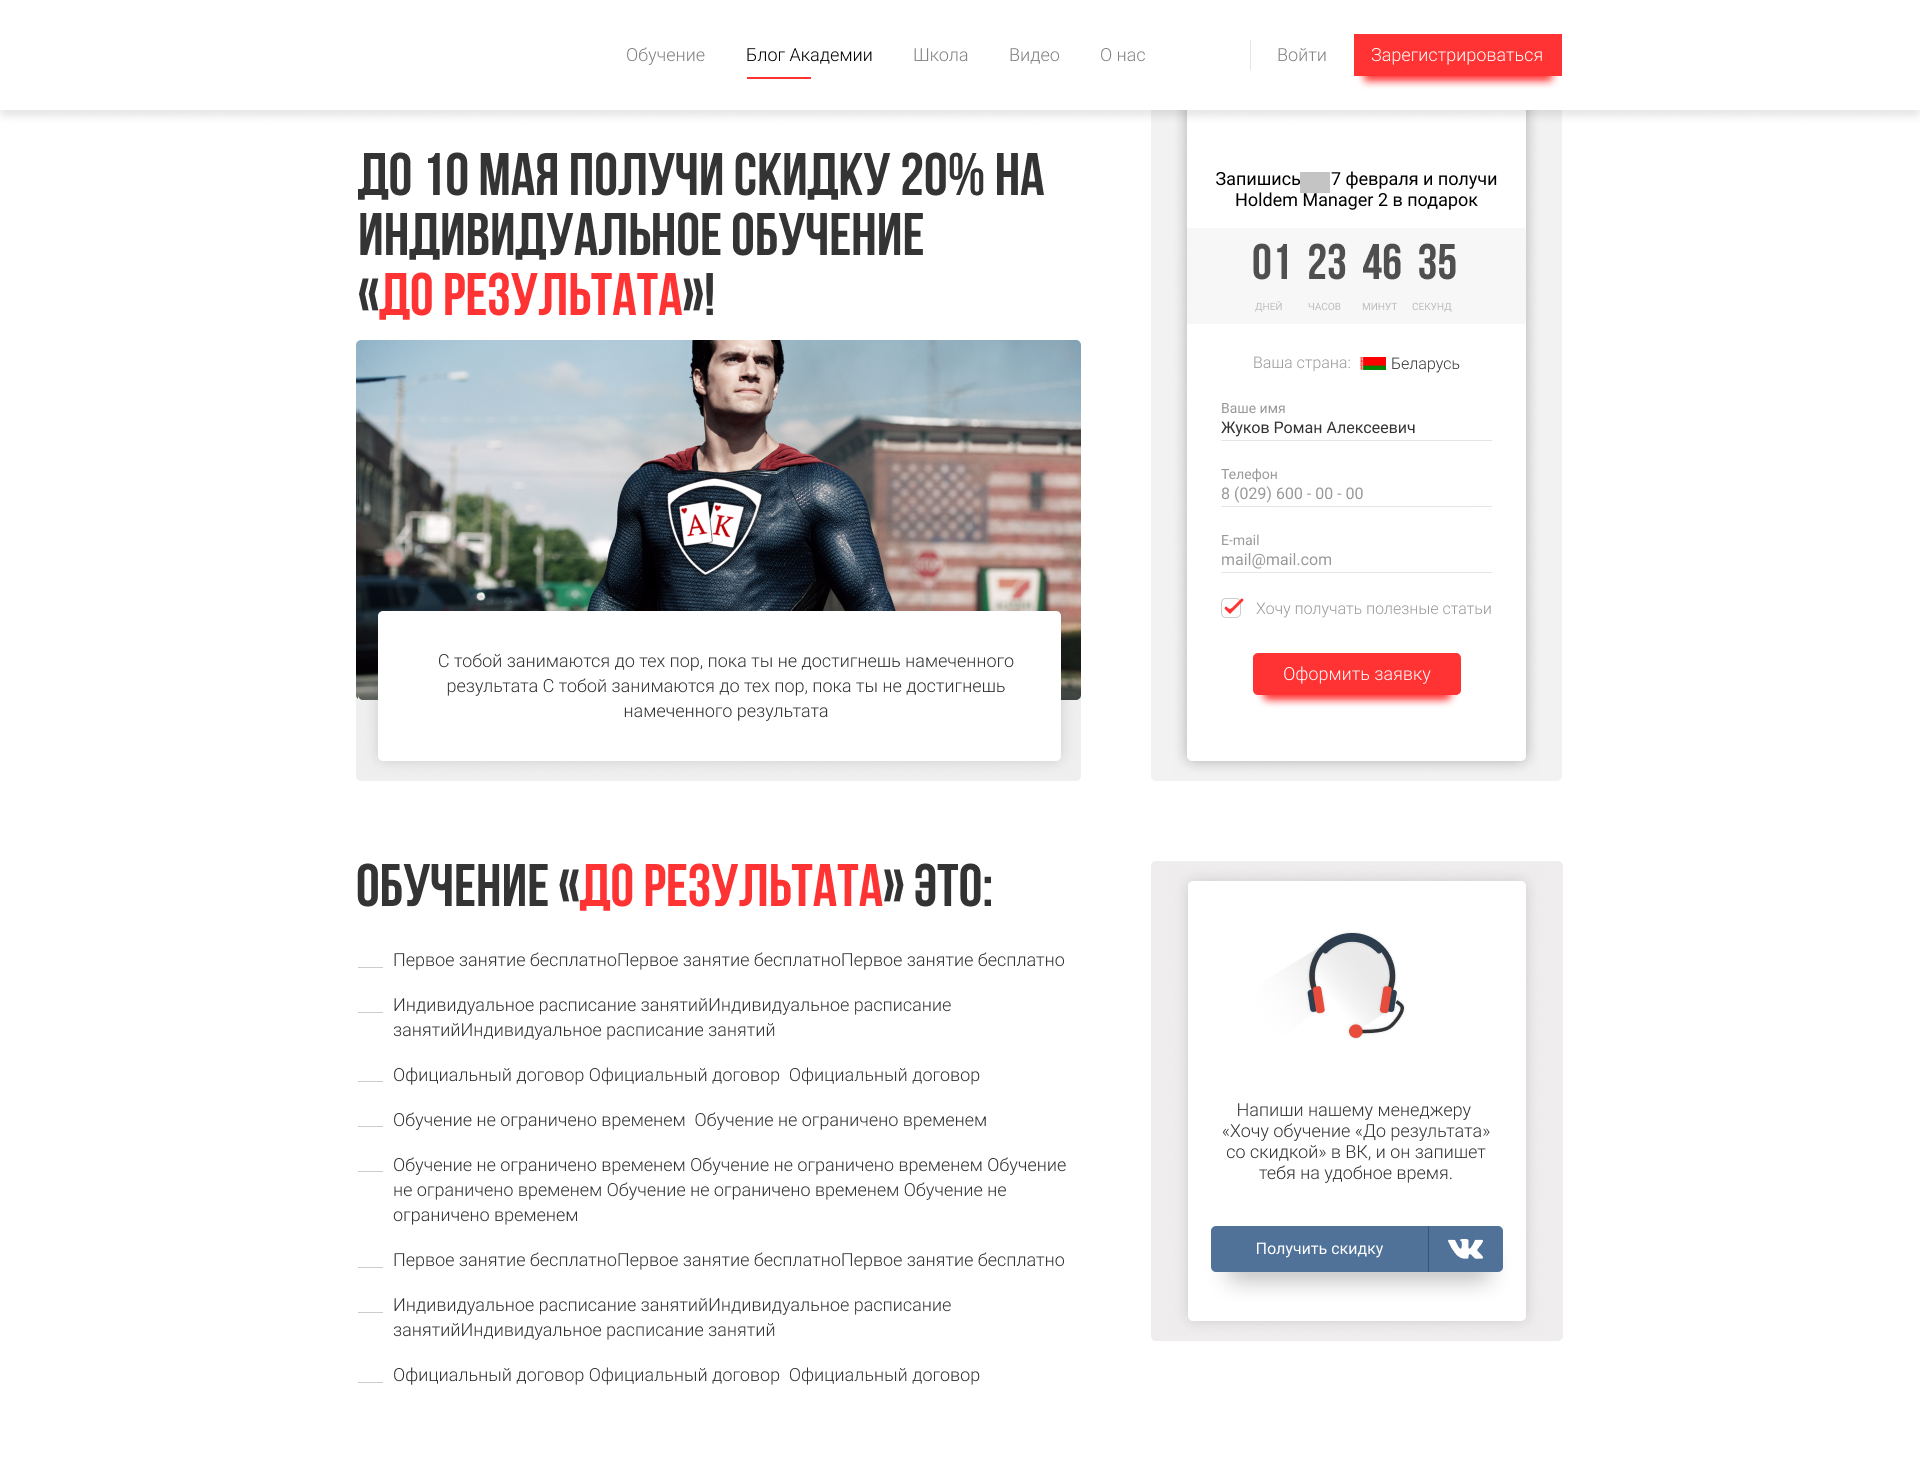 Обучение
Блог Академии
Школа
Видео
О нас
Войти
Зарегистрироваться
ДО 10 МАЯ ПОЛУЧИ СКИДКУ 20% НА
ИНДИВИДУАЛЬНОЕ ОБУЧЕНИЕ
«ДО РЕЗУЛЬТАТА»!
A K
7
С тобой занимаются до тех пор, пока ты не достигнешь намеченного
результата С тобой занимаются до тех пор, пока ты не достигнешь
намеченного результата
Запишись 7 февраля и получи
Holdem Manager 2 в подарок
01 23 46 35
ДНЕЙ ЧАСОВ МИНУТ СЕКУНД
Ваша страна: Беларусь
Ваше имя
Жуков Роман Алексеевич
Телефон
8 (029) 600 - 00 - 00
E-mail
mail@mail.com
Хочу получать полезные статьи
Оформить заявку
ОБУЧЕНИЕ «ДО РЕЗУЛЬТАТА» ЭТО:
Первое занятие бесплатноПервое занятие бесплатноПервое занятие бесплатно
Индивидуальное расписание занятийИндивидуальное расписание
занятийИндивидуальное расписание занятий
Официальный договор Официальный договор  Официальный договор
Обучение не ограничено временем  Обучение не ограничено временем
Обучение не ограничено временем Обучение не ограничено временем Обучение
не ограничено временем Обучение не ограничено временем Обучение не
ограничено временем
Первое занятие бесплатноПервое занятие бесплатноПервое занятие бесплатно
Индивидуальное расписание занятийИндивидуальное расписание
занятийИндивидуальное расписание занятий
Официальный договор Официальный договор  Официальный договор
Напиши нашему менеджеру
«Хочу обучение «До результата»
со скидкой» в ВК, и он запишет
тебя на удобное время.
Получить скидку